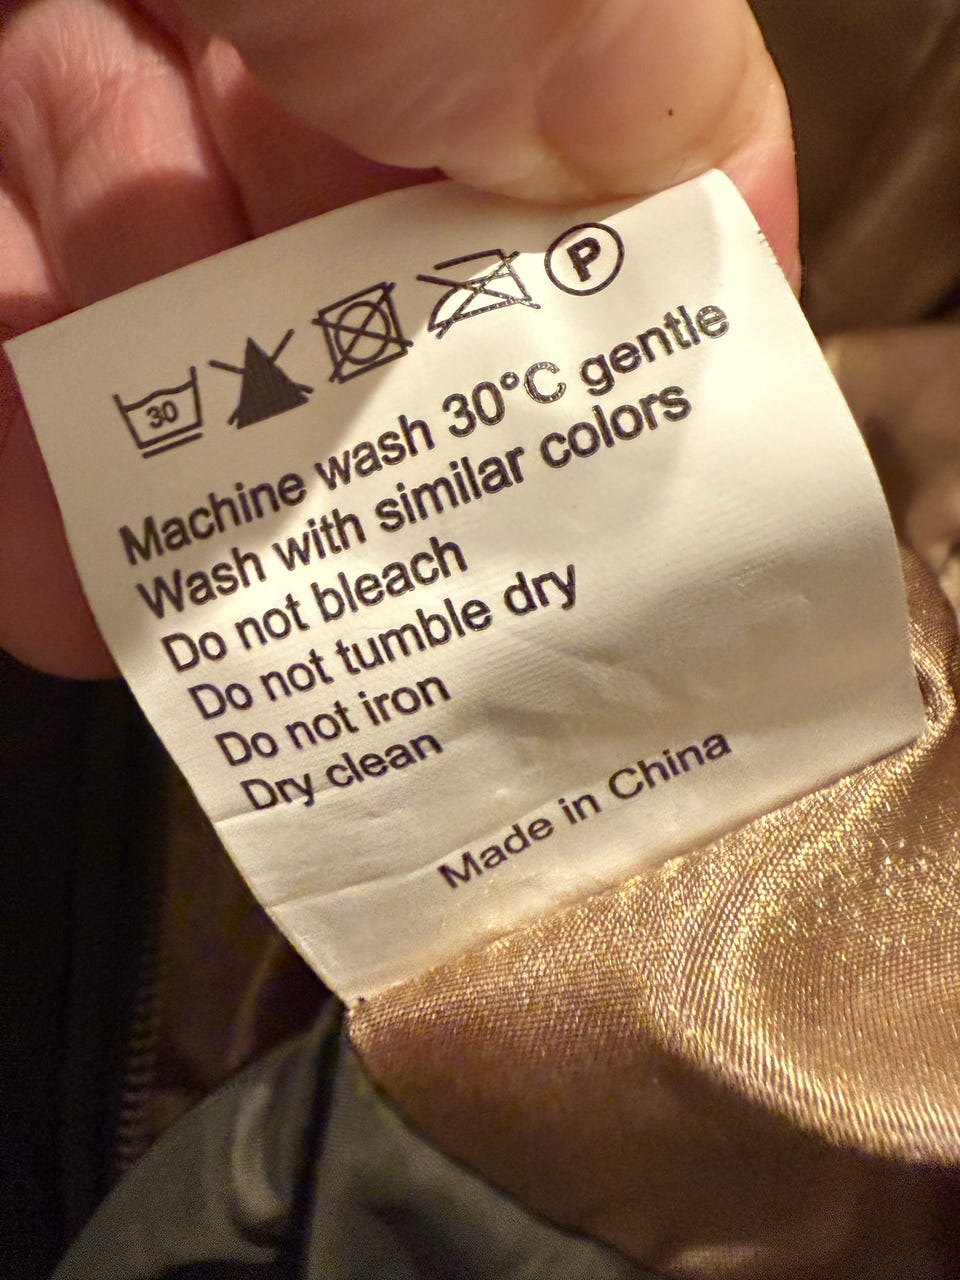 30 P
Machine wash 30°C gentle
Wash with similar colors
Do not bleach
Do not tumble dry
Do not iron
Dry clean
Made in China